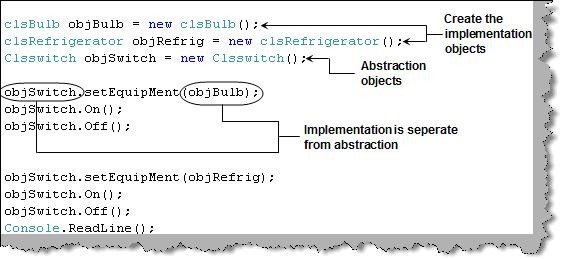 clsBulb objBulb = new clsBulb();
clsRefrigerator objRefrig = new clsRefrigerator();
Clsswitch objSwitch = new Clsswitch();
Create the
implementation
objects
Abstraction
objects
objSwitch.setEquipMent(objBulb);
objSwitch.On();
objSwitch.Off();
Implementation is seperate
from abstraction
objSwitch.setEquipMent(objRefrig);
objSwitch.On();
objSwitch.Off();
Console.ReadLine();